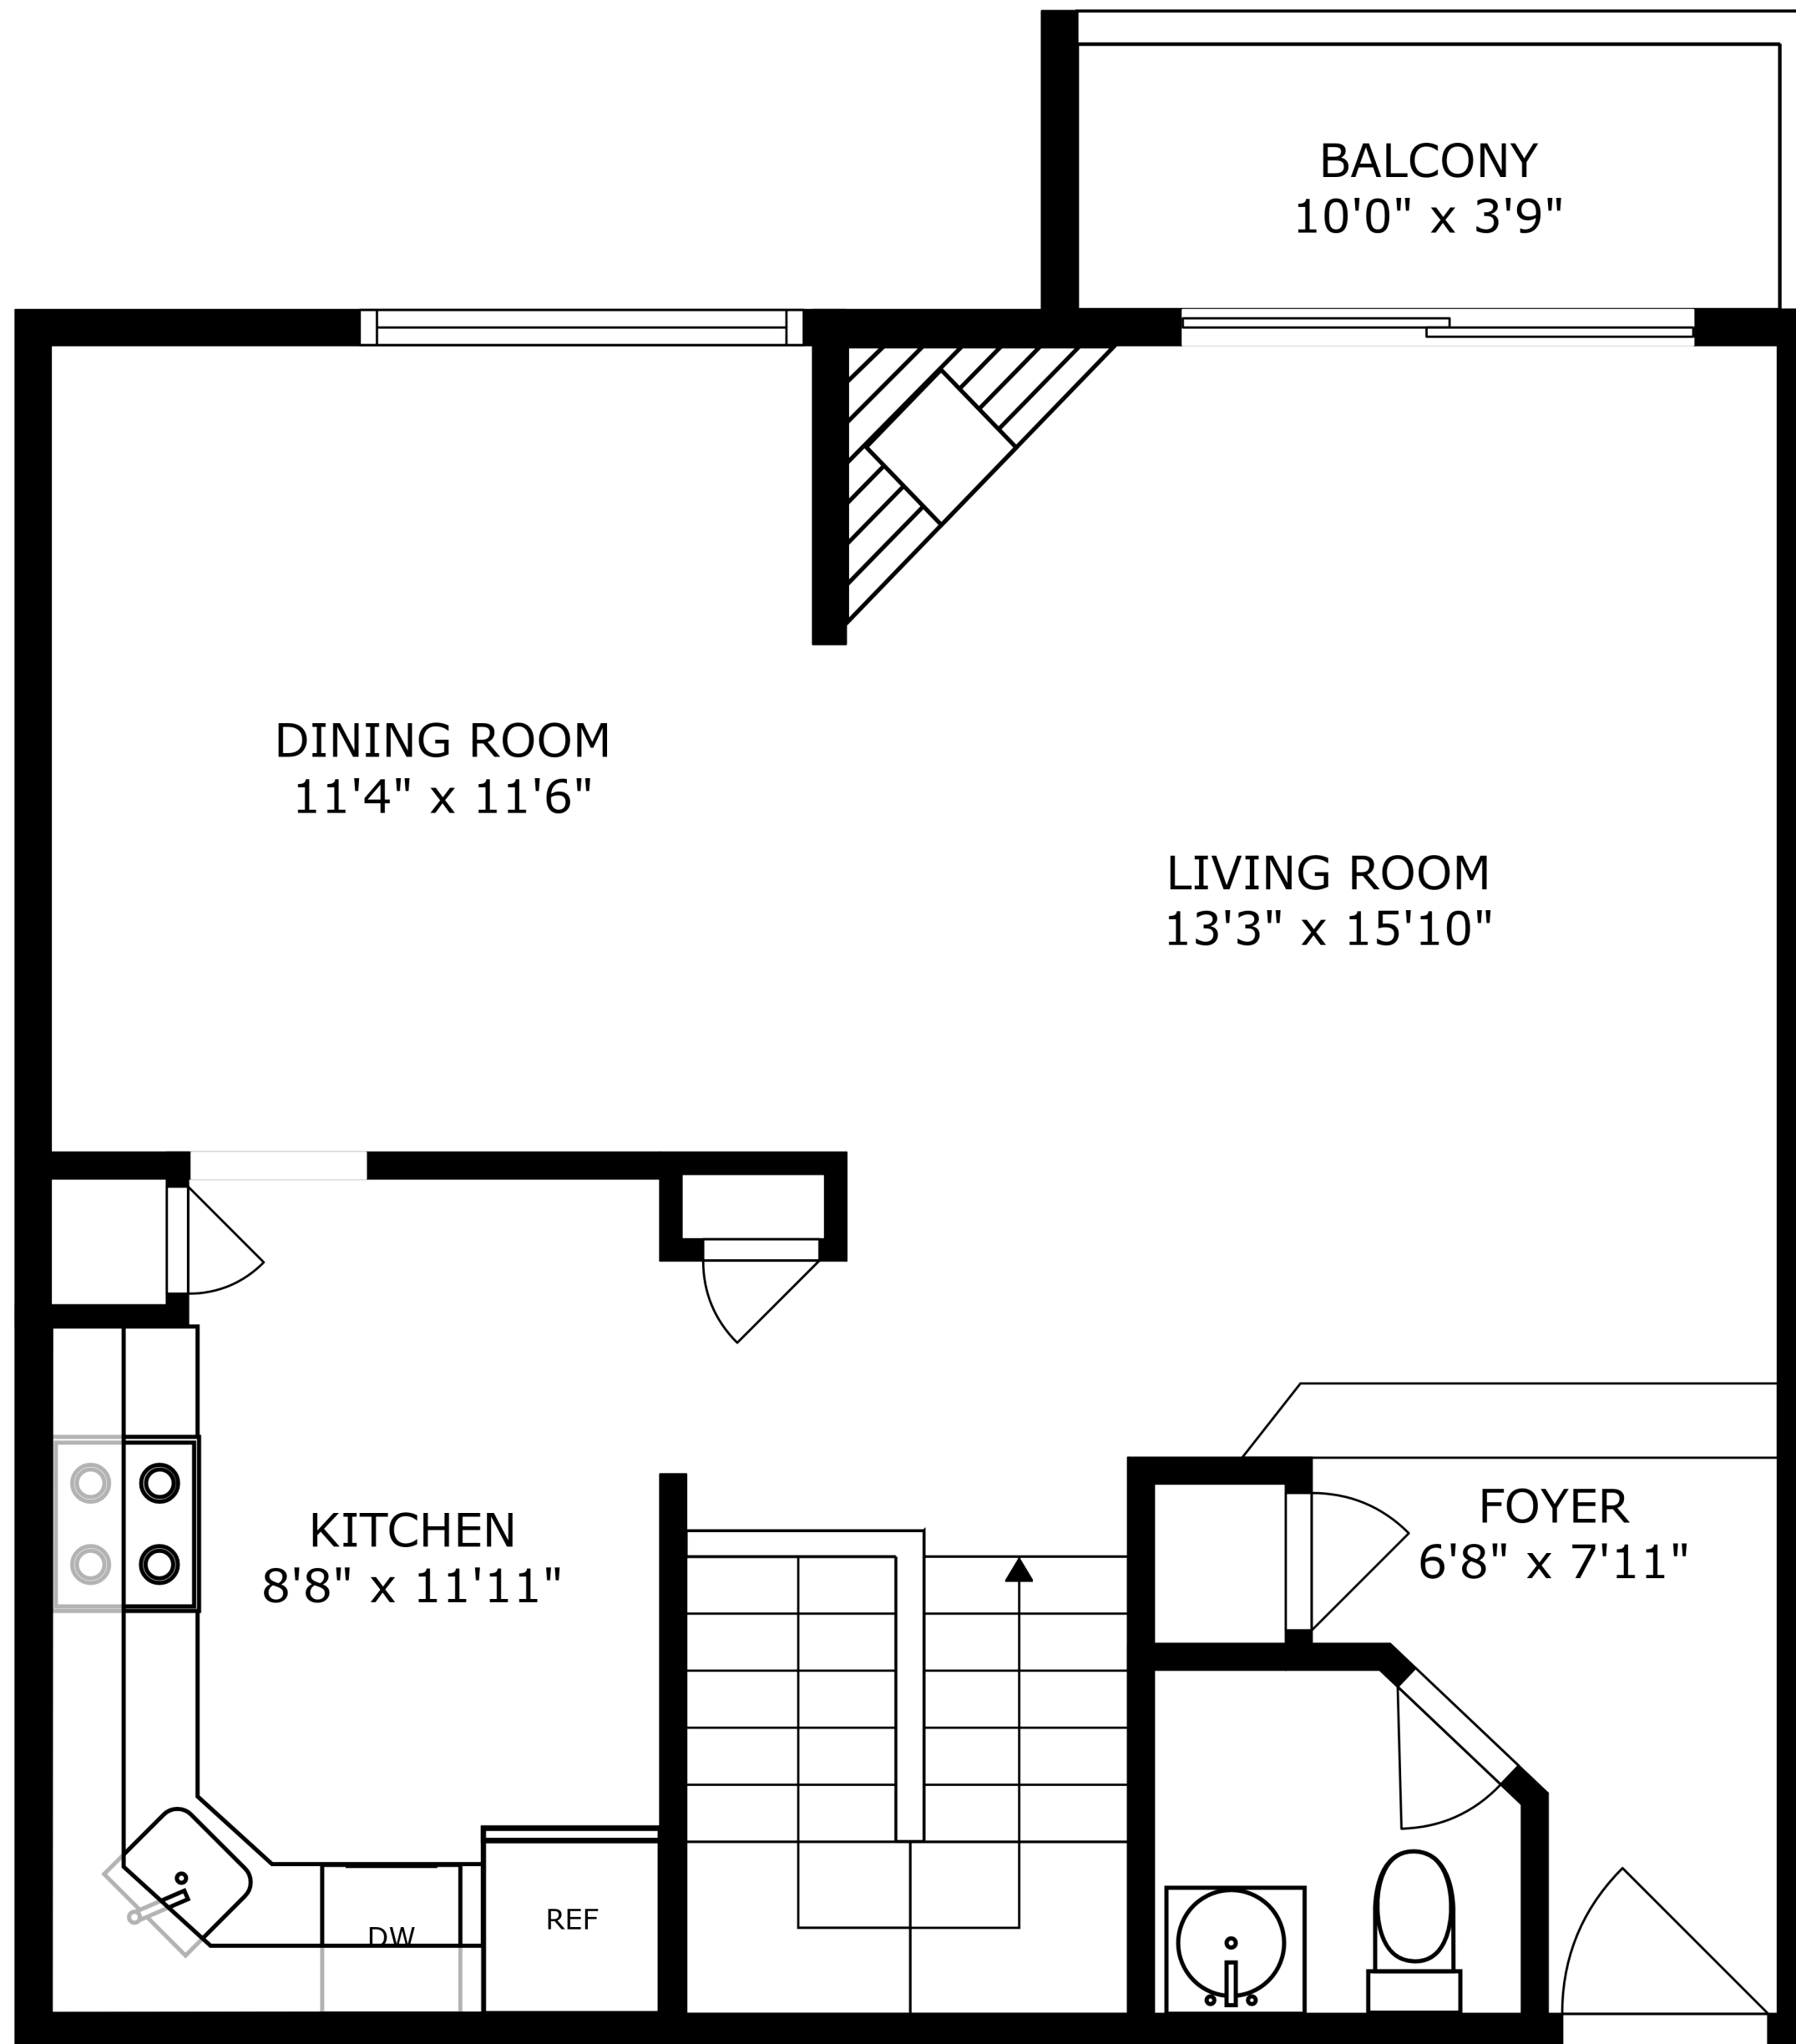 BALCONY
10'0" x 3'9"
DINING ROOM
11'4" x 11'6"
LIVING ROOM
13'3" x 15'10"
KITCHEN
8'8" x 11'11"
FOYER
6'8" x 7'11"
REF
DW